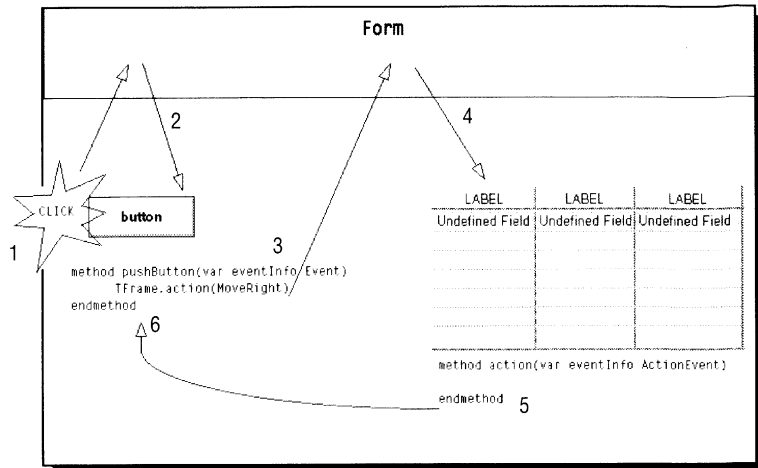 Form
2
4
CLICK
button
1
LABEL LABEL LABEL
Undefined Field Undefined Field Undefined Field
3
method pushButton(var eventInfo Event)
TFrame.action(MoveRight)
endmethod
6
method action(var eventInfo ActionEvent)
endmethod
5